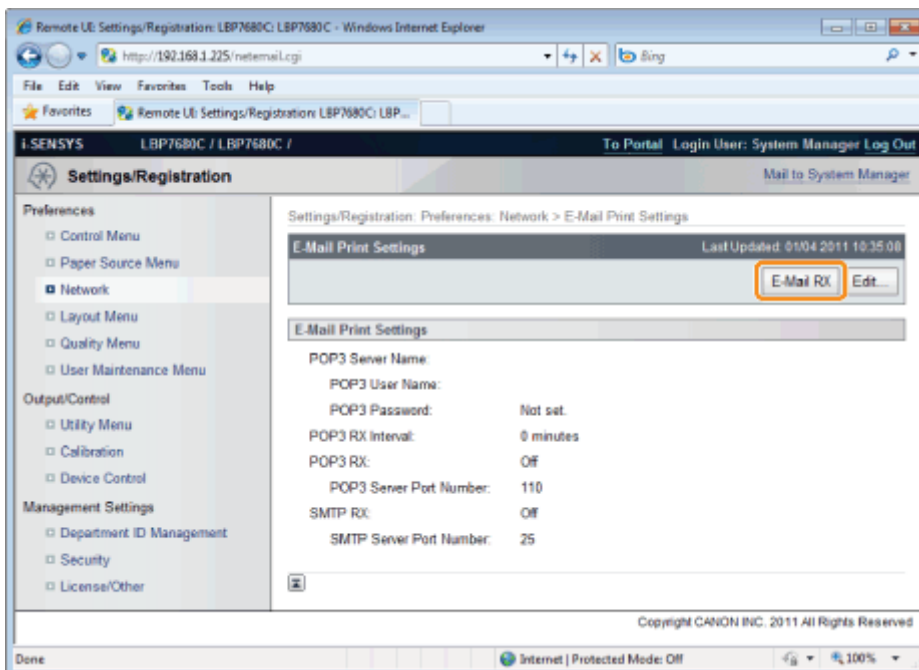 Remote UI: Settings/Registration: LBP7680C: LBP7680C - Windows Internet Explorer
http://192.168.1.225/netemail.cgi
Bing
File Edit View Favorites Tools Help
Favorites Remote UI: Settings/Registration: LBP7680C: LBP...
i-SENSYS LBP7680C / LBP7680C / To Portal Login User: System Manager Log Out
Settings/Registration Mail to System Manager
Preferences
Control Menu
Paper Source Menu
Network
Layout Menu
Quality Menu
User Maintenance Menu
Output/Control
Utility Menu
Calibration
Device Control
Management Settings
Department ID Management
Security
License/Other
Settings/Registration: Preferences: Network > E-Mail Print Settings
E-Mail Print Settings Last Updated: 01/04 2011 10:35:08
E-Mail RX Edit...
E-Mail Print Settings
POP3 Server Name:
POP3 User Name:
POP3 Password: Not set.
POP3 RX Interval: 0 minutes
POP3 RX: Off
POP3 Server Port Number: 110
SMTP RX: Off
SMTP Server Port Number: 25
Copyright CANON INC. 2011 All Rights Reserved
Done Internet | Protected Mode: Off 100%